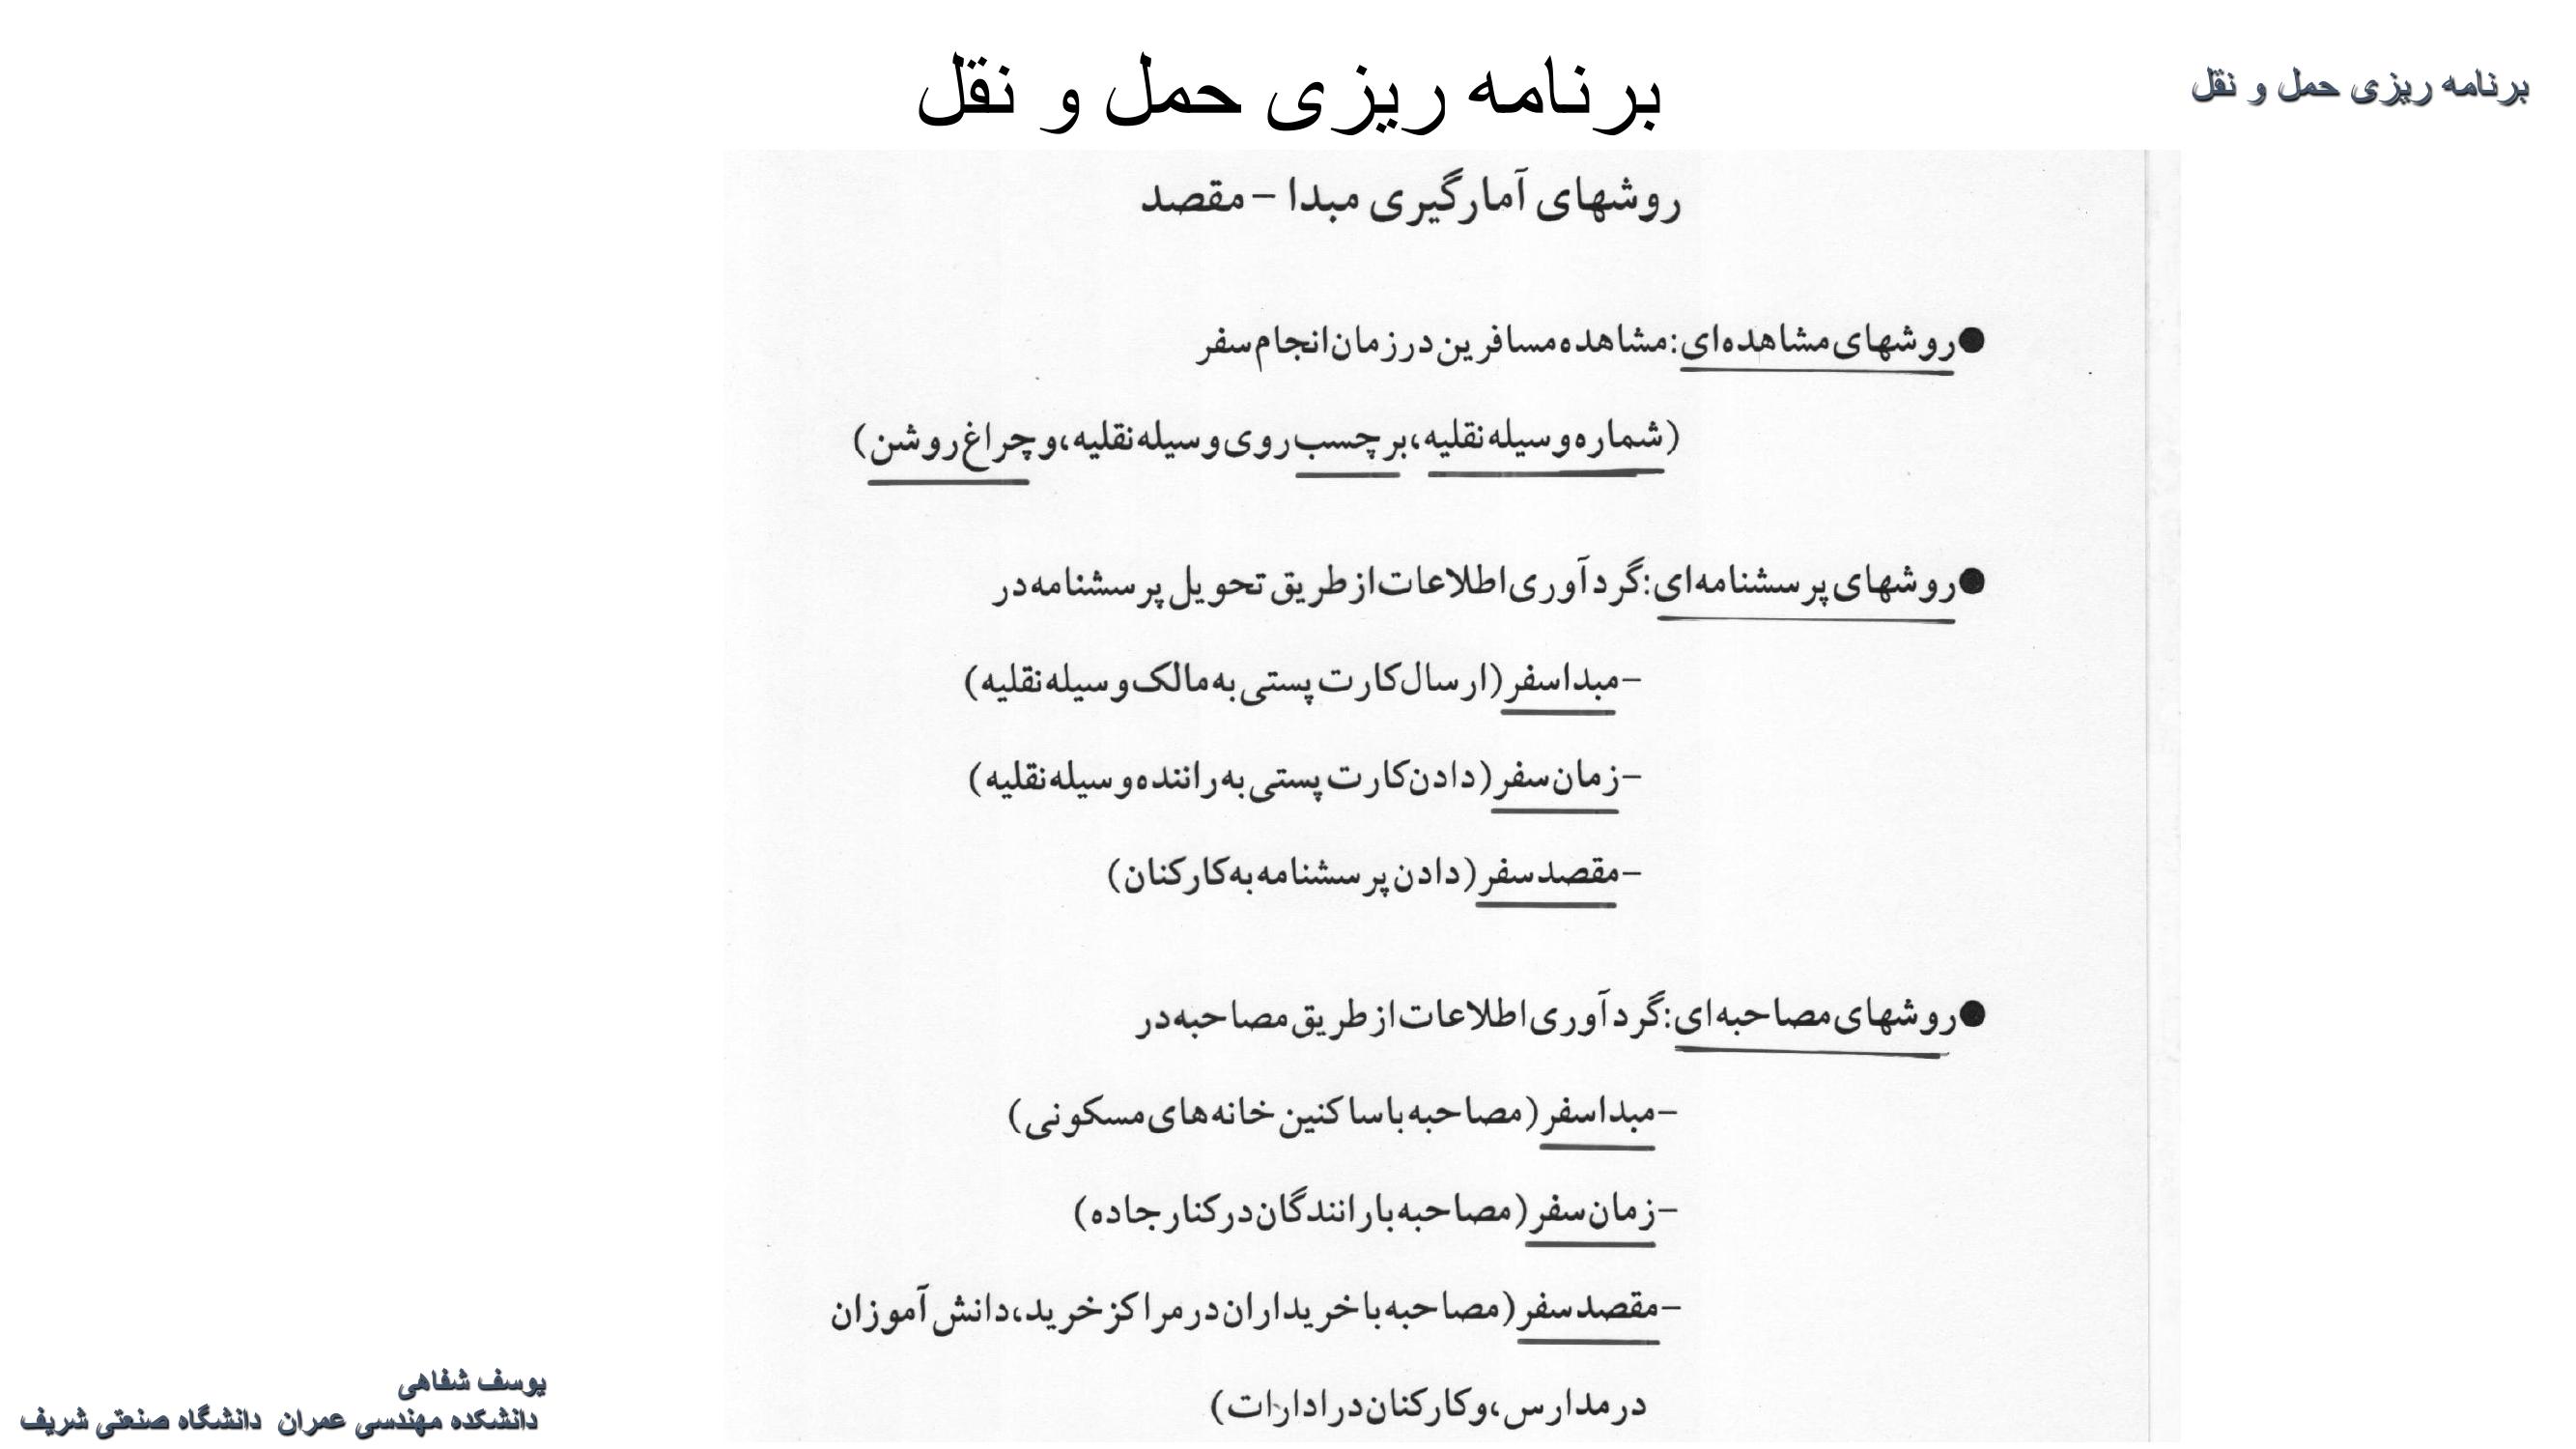 برنامه ریزی حمل و نقل
برنامه ریزی حمل و نقل
روشهای آمارگیری مبدا – مقصد
●روشهای مشاهده‌ای: مشاهده مسافرین در زمان انجام سفر
(شماره وسیله نقلیه، برچسب روی وسیله نقلیه، و چراغ روشن)
●روشهای پرسشنامه‌ای: گردآوری اطلاعات از طریق تحویل پرسشنامه در
–مبدا سفر (ارسال کارت پستی به مالک وسیله نقلیه)
–زمان سفر (دادن کارت پستی به راننده وسیله نقلیه)
–مقصد سفر (دادن پرسشنامه به کارکنان)
●روشهای مصاحبه‌ای: گردآوری اطلاعات از طریق مصاحبه در
–مبدا سفر (مصاحبه با ساکنین خانه‌های مسکونی)
–زمان سفر (مصاحبه با رانندگان در کنار جاده)
–مقصد سفر (مصاحبه با خریداران در مراکز خرید، دانش آموزان
در مدارس، و کارکنان در ادارات)
یوسف شفاهی
دانشکده مهندسی عمران دانشگاه صنعتی شریف